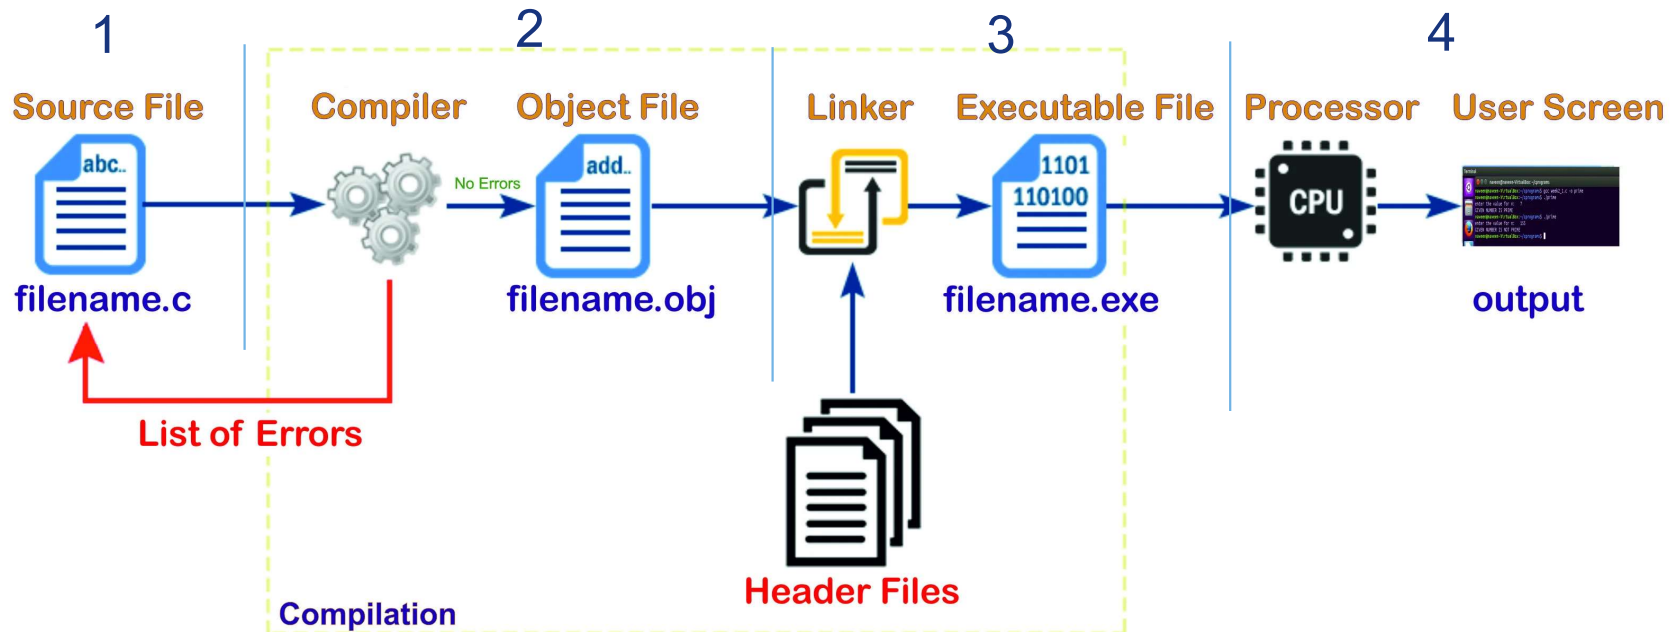 1
2
3
4
Source File
Compiler
Object File
Linker
Executable File
Processor
User Screen
abc..
No Errors
add..
1101
110100
CPU
filename.c
filename.obj
filename.exe
output
List of Errors
Header Files
Compilation